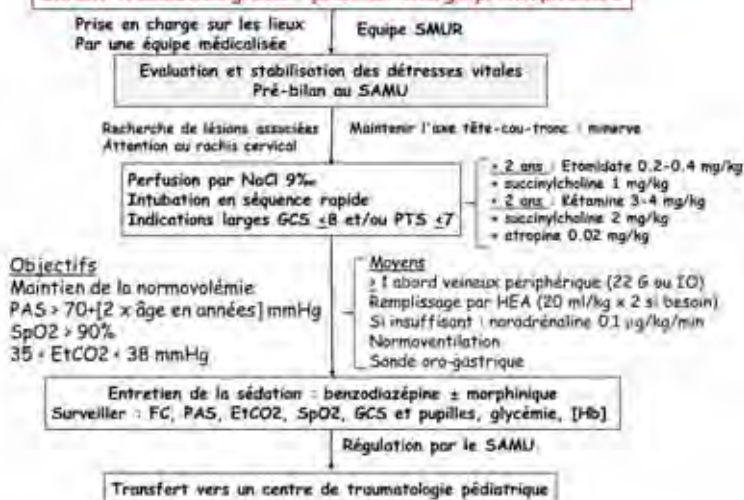 Prise en charge sur les lieux
Par une équipe médicalisée
Equipe SMUR
Evaluation et stabilisation des détresses vitales
Pré-bilan au SAMU
Recherche de lésions associées
Attention au rachis cervical
Maintenir l'axe tête-cou-tronc : minerve
Perfusion par NaCl 9‰
Intubation en séquence rapide
Indications larges GCS ≤8 et/ou PTS ≤7
2 ans : Etomidate 0.2-0.4 mg/kg
+ succinylcholine 1 mg/kg
2 ans : Kétamine 3-4 mg/kg
+ succinylcholine 2 mg/kg
+ atropine 0.02 mg/kg
Objectifs
Maintien de la normovolémie
PAS > 70+[2 x âge en années] mmHg
SpO2 > 90%
35 < EtCO2 < 38 mmHg
Moyens
≥ 1 abord veineux périphérique (22 G ou IO)
Remplissage par HEA (20 ml/kg x 2 si besoin)
Si insuffisant : noradrénaline 0.1 µg/kg/min
Normoventilation
Sonde oro-gastrique
Entretien de la sédation : benzodiazépine ± morphinique
Surveiller : FC, PAS, EtCO2, SpO2, GCS et pupilles, glycémie, [Hb]
Régulation par le SAMU
Transfert vers un centre de traumatologie pédiatrique